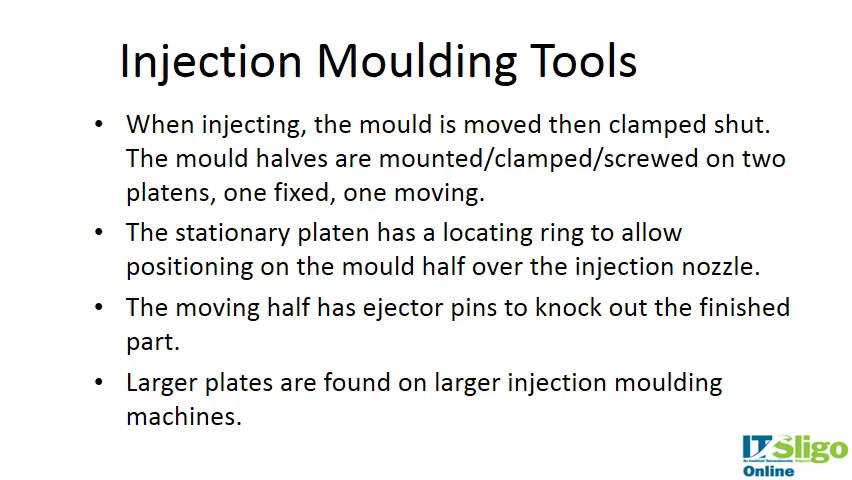 Injection Moulding Tools
• When injecting, the mould is moved then clamped shut.
The mould halves are mounted/clamped/screwed on two
platens, one fixed, one moving.
• The stationary platen has a locating ring to allow
positioning on the mould half over the injection nozzle.
• The moving half has ejector pins to knock out the finished
part.
• Larger plates are found on larger injection moulding
machines.
ITSligo
Online